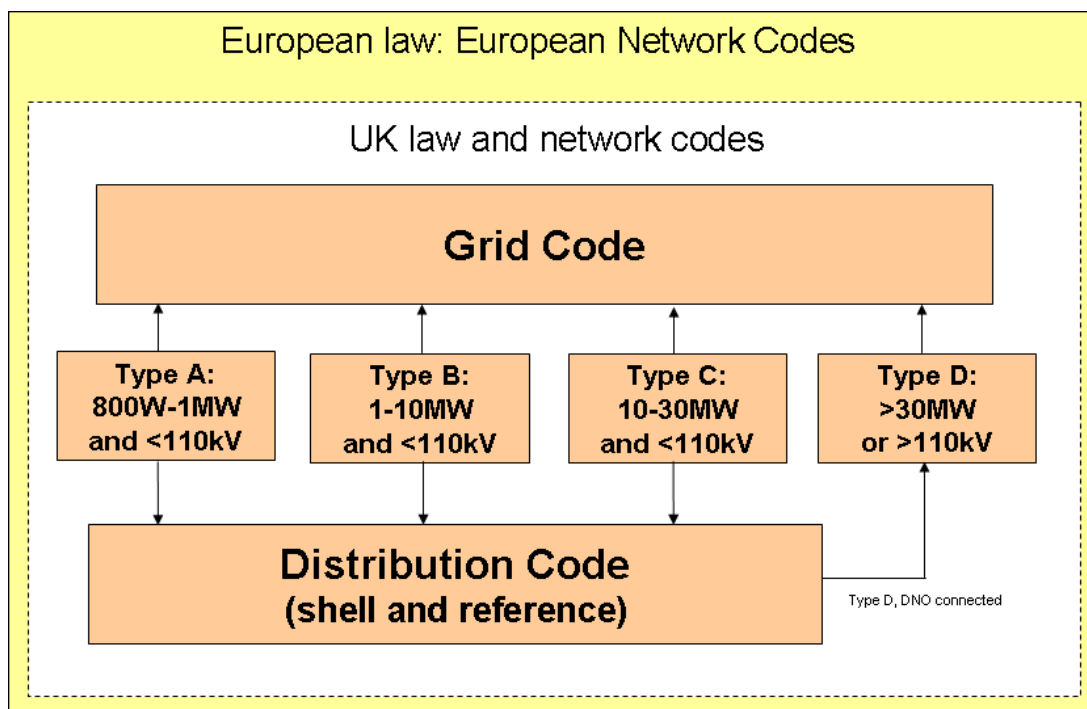 European law: European Network Codes
UK law and network codes
Grid Code
Type A:
800W-1MW
and <110kV
Type B:
1-10MW
and <110kV
Type C:
10-30MW
and <110kV
Type D:
>30MW
or >110kV
Distribution Code
(shell and reference)
Type D, DNO connected